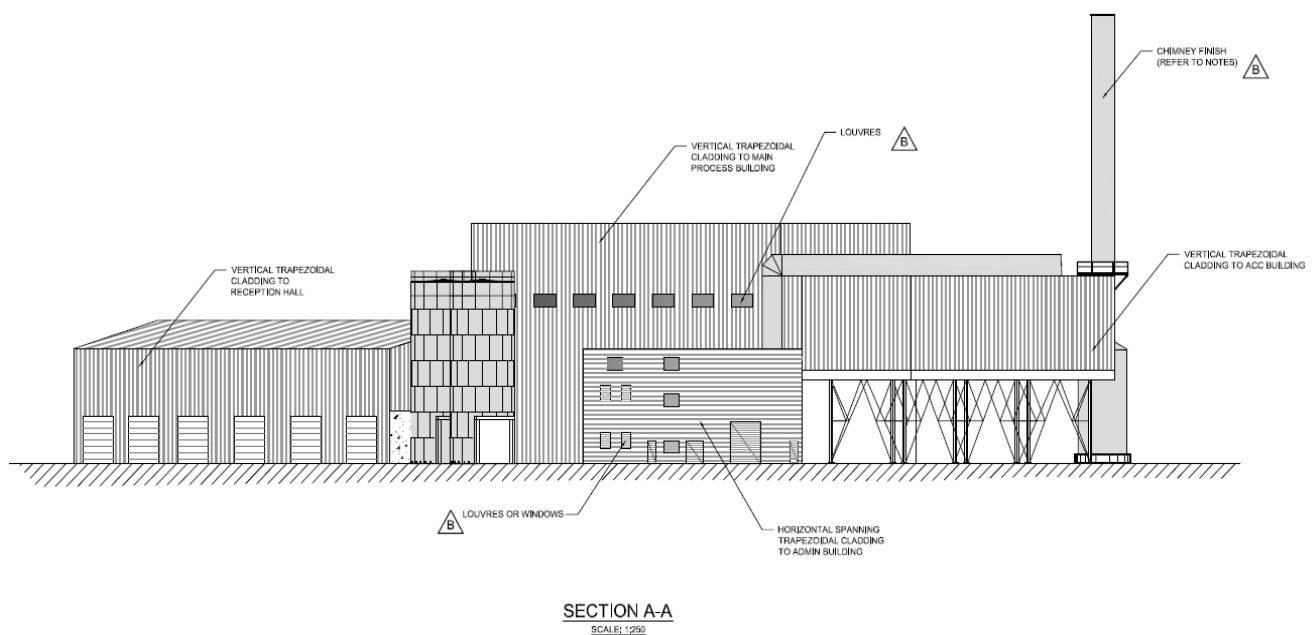 CHIMNEY FINISH
(REFER TO NOTES)
B
LOUVRES
B
VERTICAL TRAPEZOIDAL
CLADDING TO MAIN
PROCESS BUILDING
VERTICAL TRAPEZOIDAL
CLADDING TO ACC BUILDING
VERTICAL TRAPEZOIDAL
CLADDING TO
RECEPTION HALL
B
LOUVRES OR WINDOWS
HORIZONTAL SPANNING
TRAPEZOIDAL CLADDING
TO ADMIN BUILDING
SECTION A-A
SCALE: 1:250